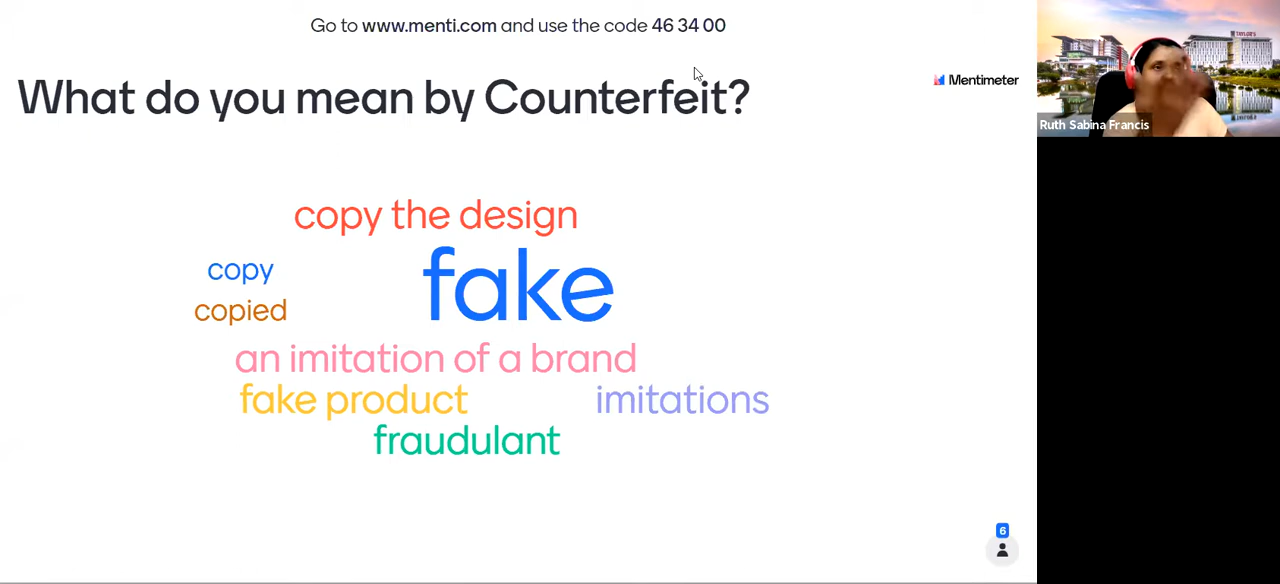 Go to www.menti.com and use the code 46 34 00
What do you mean by Counterfeit?
Mentimeter
TAYLOR'S
Ruth Sabina Francis
copy the design
copy
fake
copied
an imitation of a brand
fake product
imitations
fraudulant
6